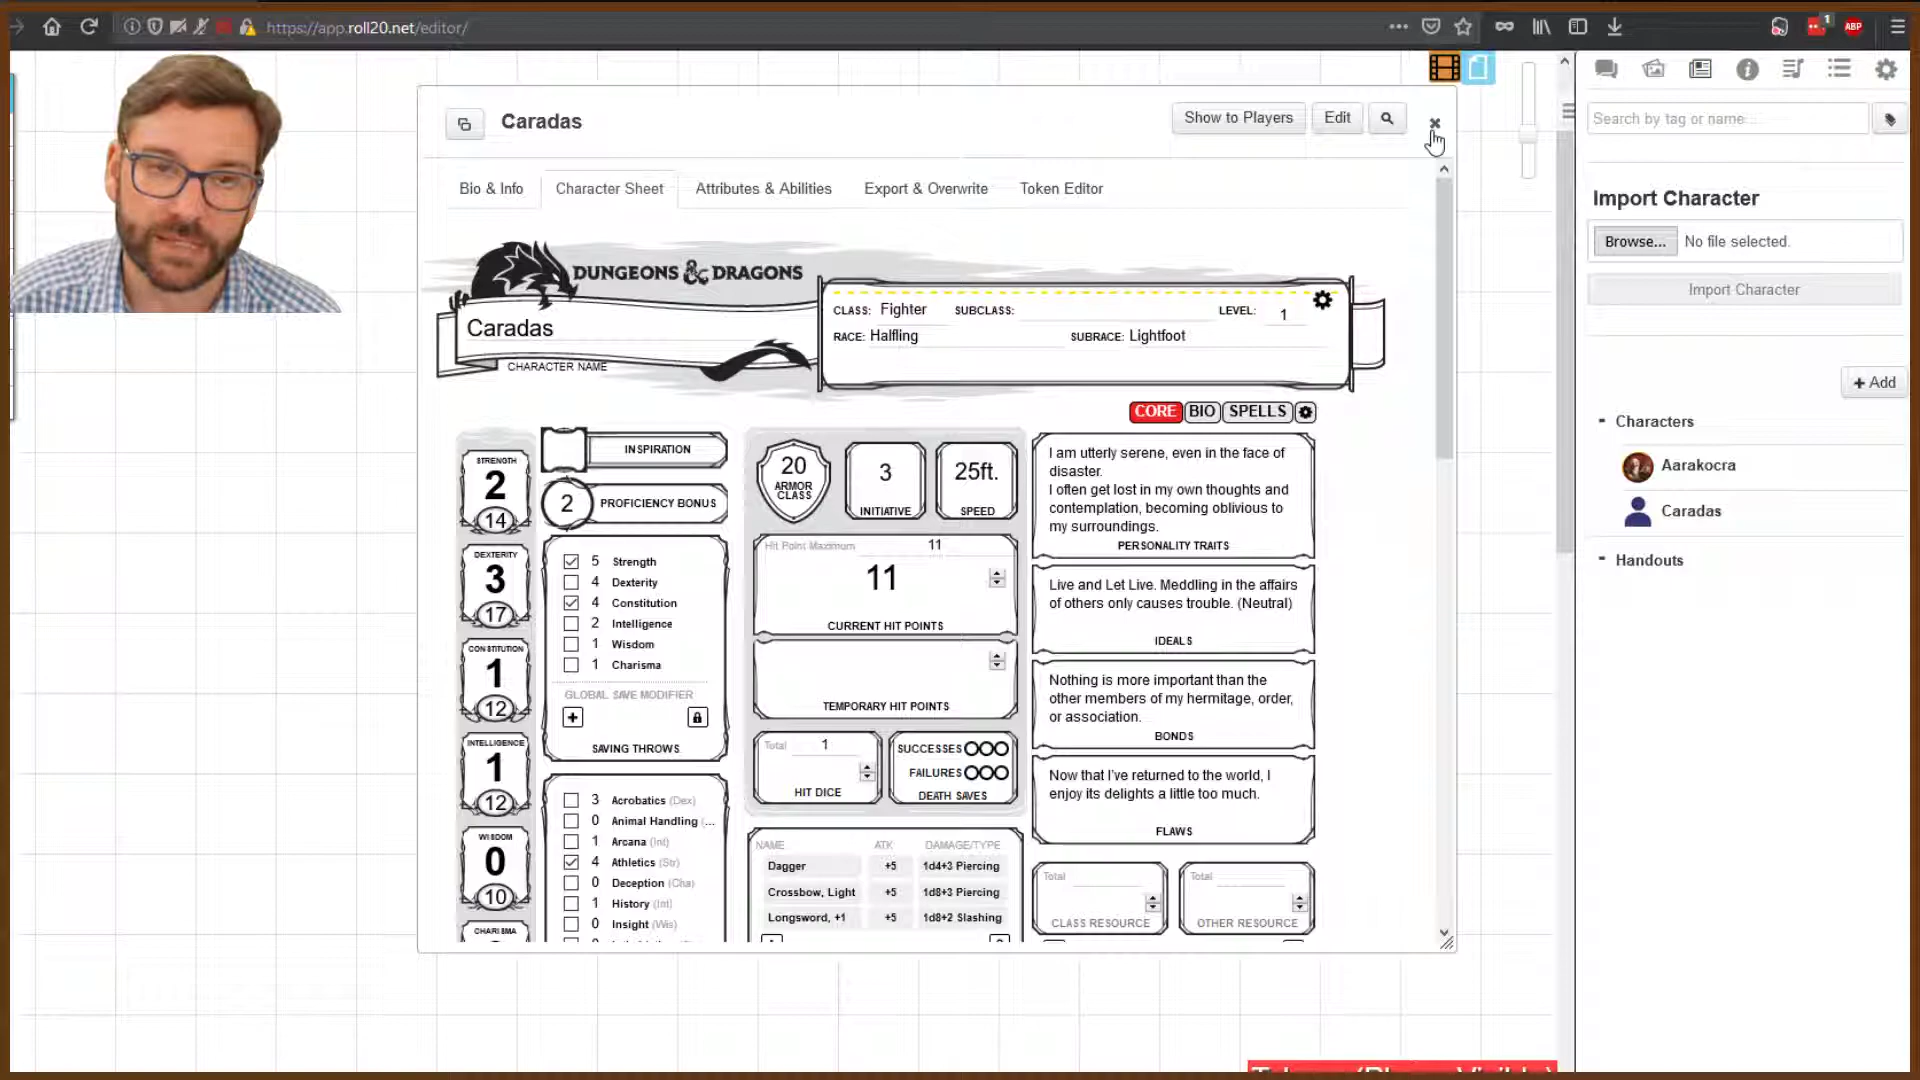 https://app.roll20.net/editor/
1
ABP
Caradas
Show to Players
Edit
Bio & Info
Character Sheet
Attributes & Abilities
Export & Overwrite
Token Editor
DUNGEONS & DRAGONS
Caradas
CHARACTER NAME
CLASS: Fighter
SUBCLASS:
LEVEL: 1
RACE: Halfling
SUBRACE: Lightfoot
CORE
BIO
SPELLS
STRENGTH
2
14
DEXTERITY
3
17
CONSTITUTION
1
12
INTELLIGENCE
1
12
WISDOM
0
10
CHARISMA
INSPIRATION
2 PROFICIENCY BONUS
5 Strength
4 Dexterity
4 Constitution
2 Intelligence
1 Wisdom
1 Charisma
GLOBAL SAVE MODIFIER
SAVING THROWS
3 Acrobatics (Dex)
0 Animal Handling (...
1 Arcana (Int)
4 Athletics (Str)
0 Deception (Cha)
1 History (Int)
0 Insight (Wis)
20
ARMOR
CLASS
3
INITIATIVE
25ft.
SPEED
Hit Point Maximum 11
11
CURRENT HIT POINTS
TEMPORARY HIT POINTS
Total 1
HIT DICE
SUCCESSES
FAILURES
DEATH SAVES
NAME ATK DAMAGE/TYPE
Dagger +5 1d4+3 Piercing
Crossbow, Light +5 1d8+3 Piercing
Longsword, +1 +5 1d8+2 Slashing
I am utterly serene, even in the face of
disaster.
I often get lost in my own thoughts and
contemplation, becoming oblivious to
my surroundings.
PERSONALITY TRAITS
Live and Let Live. Meddling in the affairs
of others only causes trouble. (Neutral)
IDEALS
Nothing is more important than the
other members of my hermitage, order,
or association.
BONDS
Now that I've returned to the world, I
enjoy its delights a little too much.
FLAWS
Total
CLASS RESOURCE
Total
OTHER RESOURCE
Search by tag or name...
Import Character
Browse... No file selected.
Import Character
+ Add
Characters
Aarakocra
Caradas
Handouts